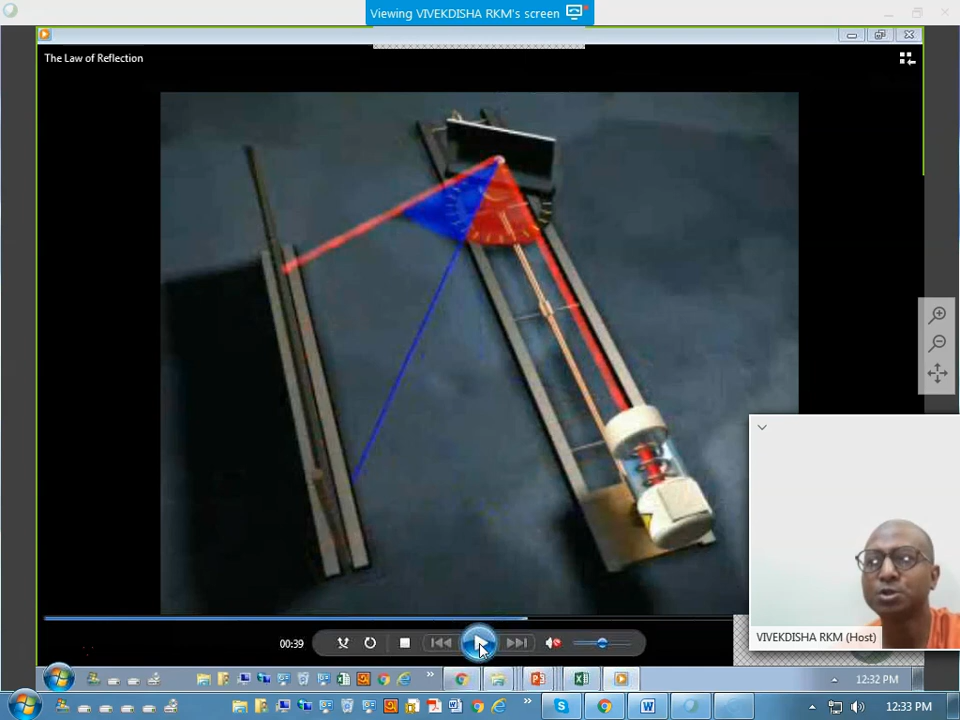 Viewing VIVEKDISHA RKM's screen
The Law of Reflection
VIVEKDISHA RKM (Host)
00:39
12:32 PM
12:33 PM